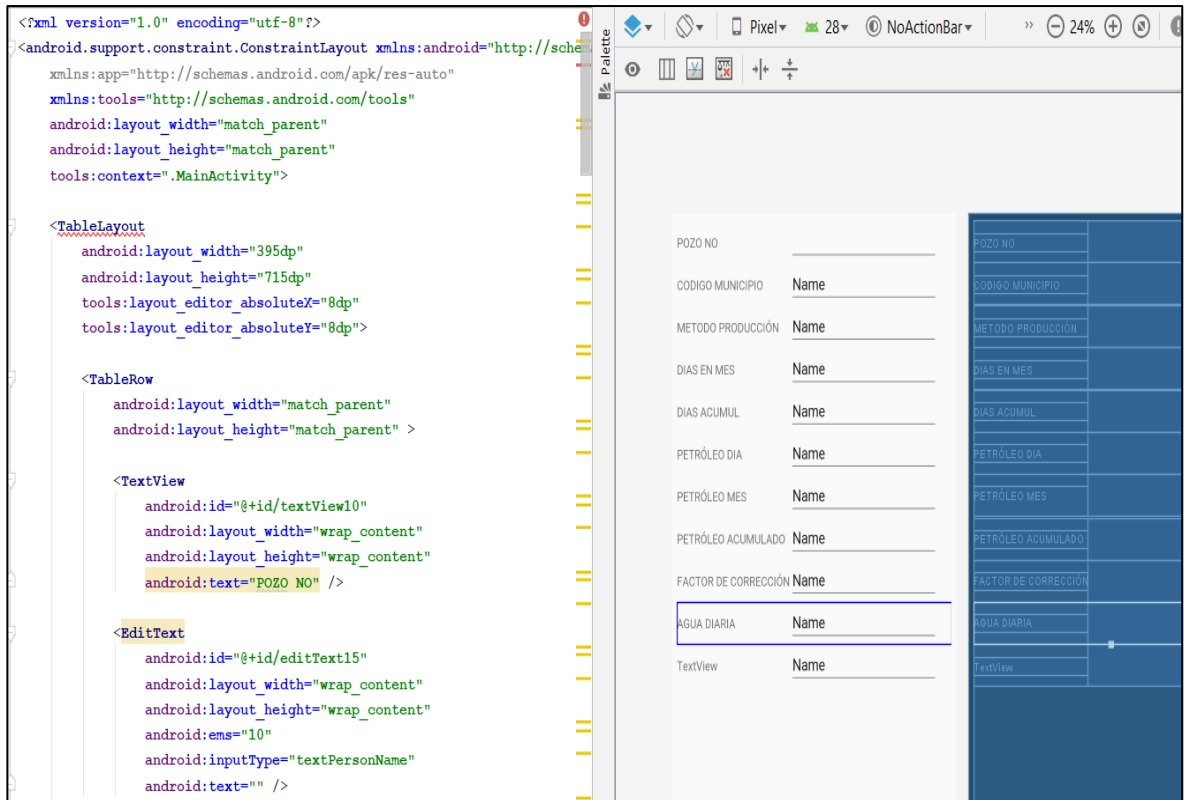 <?xml version="1.0" encoding="utf-8"?>
<android.support.constraint.ConstraintLayout xmlns:android="http://schem
xmlns:app="http://schemas.android.com/apk/res-auto"
xmlns:tools="http://schemas.android.com/tools"
android:layout_width="match_parent"
android:layout_height="match_parent"
tools:context=".MainActivity">
<TableLayout
android:layout_width="395dp"
android:layout_height="715dp"
tools:layout_editor_absoluteX="8dp"
tools:layout_editor_absoluteY="8dp">
<TableRow
android:layout_width="match_parent"
android:layout_height="match_parent" >
<TextView
android:id="@+id/textView10"
android:layout_width="wrap_content"
android:layout_height="wrap_content"
android:text="POZO NO" />
<EditText
android:id="@+id/editText15"
android:layout_width="wrap_content"
android:layout_height="wrap_content"
android:ems="10"
android:inputType="textPersonName"
android:text="" />
Palette
Pixel 28 NoActionBar » 24%
POZO NO
CODIGO MUNICIPIO Name
METODO PRODUCCIÓN Name
DIAS EN MES Name
DIAS ACUMUL Name
PETRÓLEO DIA Name
PETRÓLEO MES Name
PETRÓLEO ACUMULADO Name
FACTOR DE CORRECCIÓN Name
AGUA DIARIA Name
TextView Name
POZO NO
CODIGO MUNICIPIO
METODO PRODUCCIÓN
DIAS EN MES
DIAS ACUMUL
PETRÓLEO DIA
PETRÓLEO MES
PETRÓLEO ACUMULADO
FACTOR DE CORRECCIÓN
AGUA DIARIA
TextView